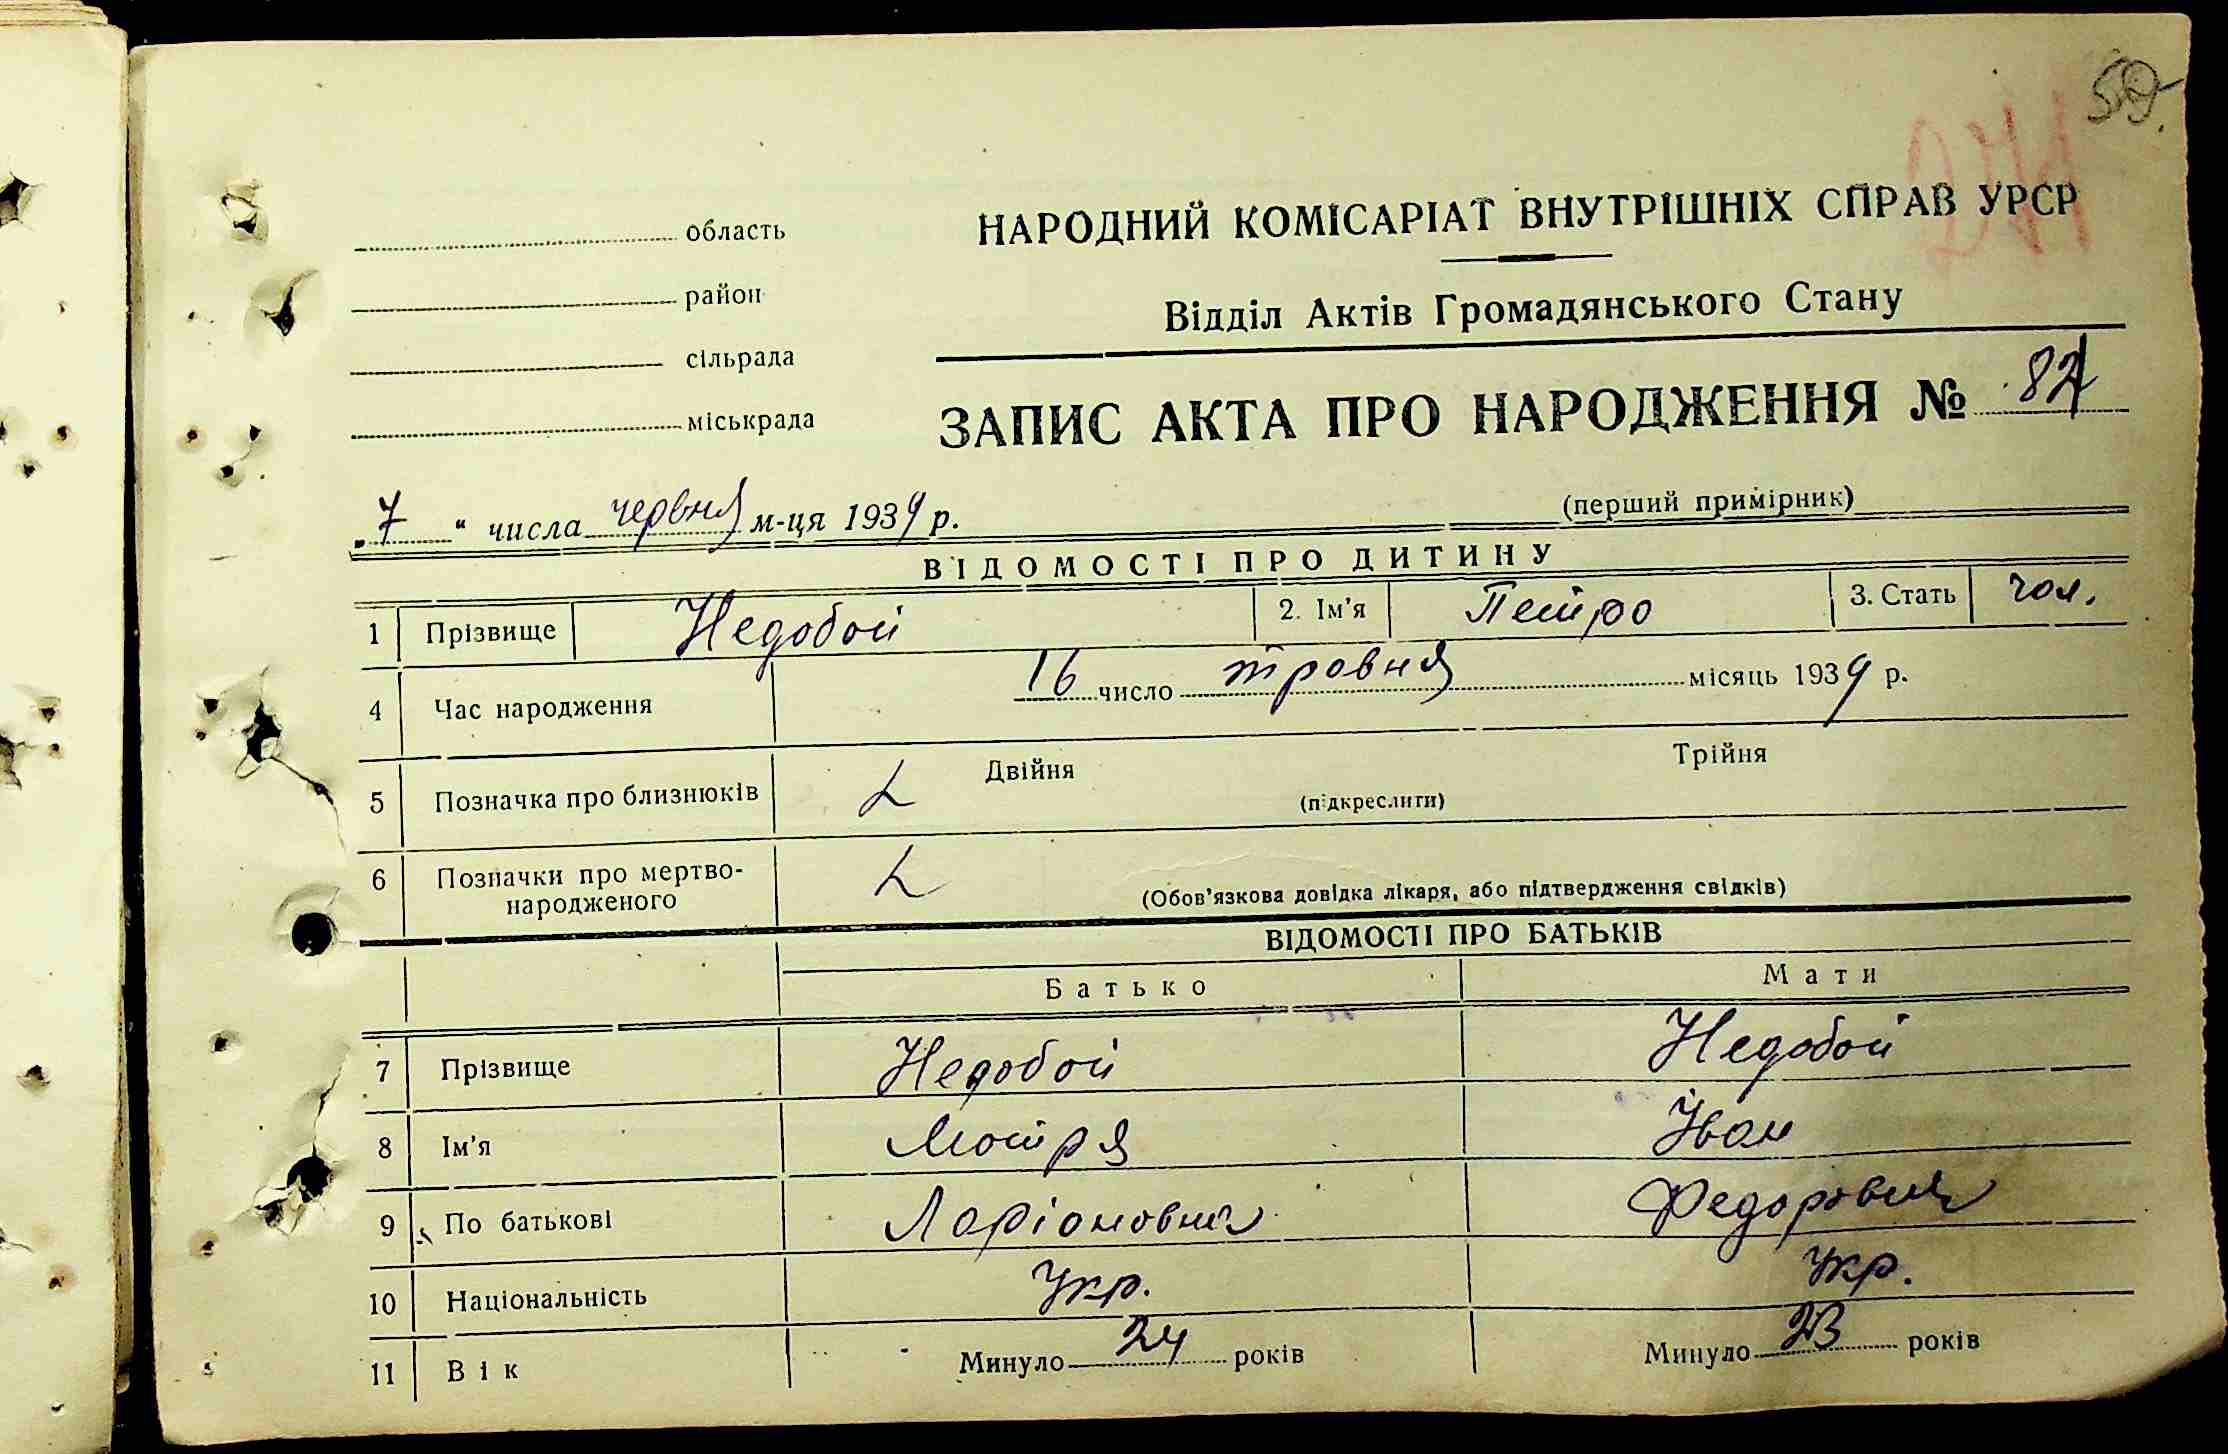 59.
область
район
сільрада
міськрада
НАРОДНИЙ КОМІСАРІАТ ВНУТРІШНІХ СПРАВ УРСР
Відділ Актів Громадянського Стану
ЗАПИС АКТА ПРО НАРОДЖЕННЯ № 82
(перший примірник)
„7“ числа червня м-ця 1939 р.
ВІДОМОСТІ ПРО ДИТИНУ
1 Прізвище Недобой 2. Ім'я Петро 3. Стать чол.
4 Час народження 16 число травня місяць 1939 р.
5 Позначка про близнюків Двійня Трійня
(підкреслити)
6 Позначки про мертво-
народженого (Обов'язкова довідка лікаря, або підтвердження свідків)
ВІДОМОСТІ ПРО БАТЬКІВ
Батько Мати
7 Прізвище Недобой Недобой
8 Ім'я Мотря Іван
9 По батькові Ларіоновна Федорович
10 Національність Укр. Укр.
11 Вік Минуло 24 років Минуло 23 років